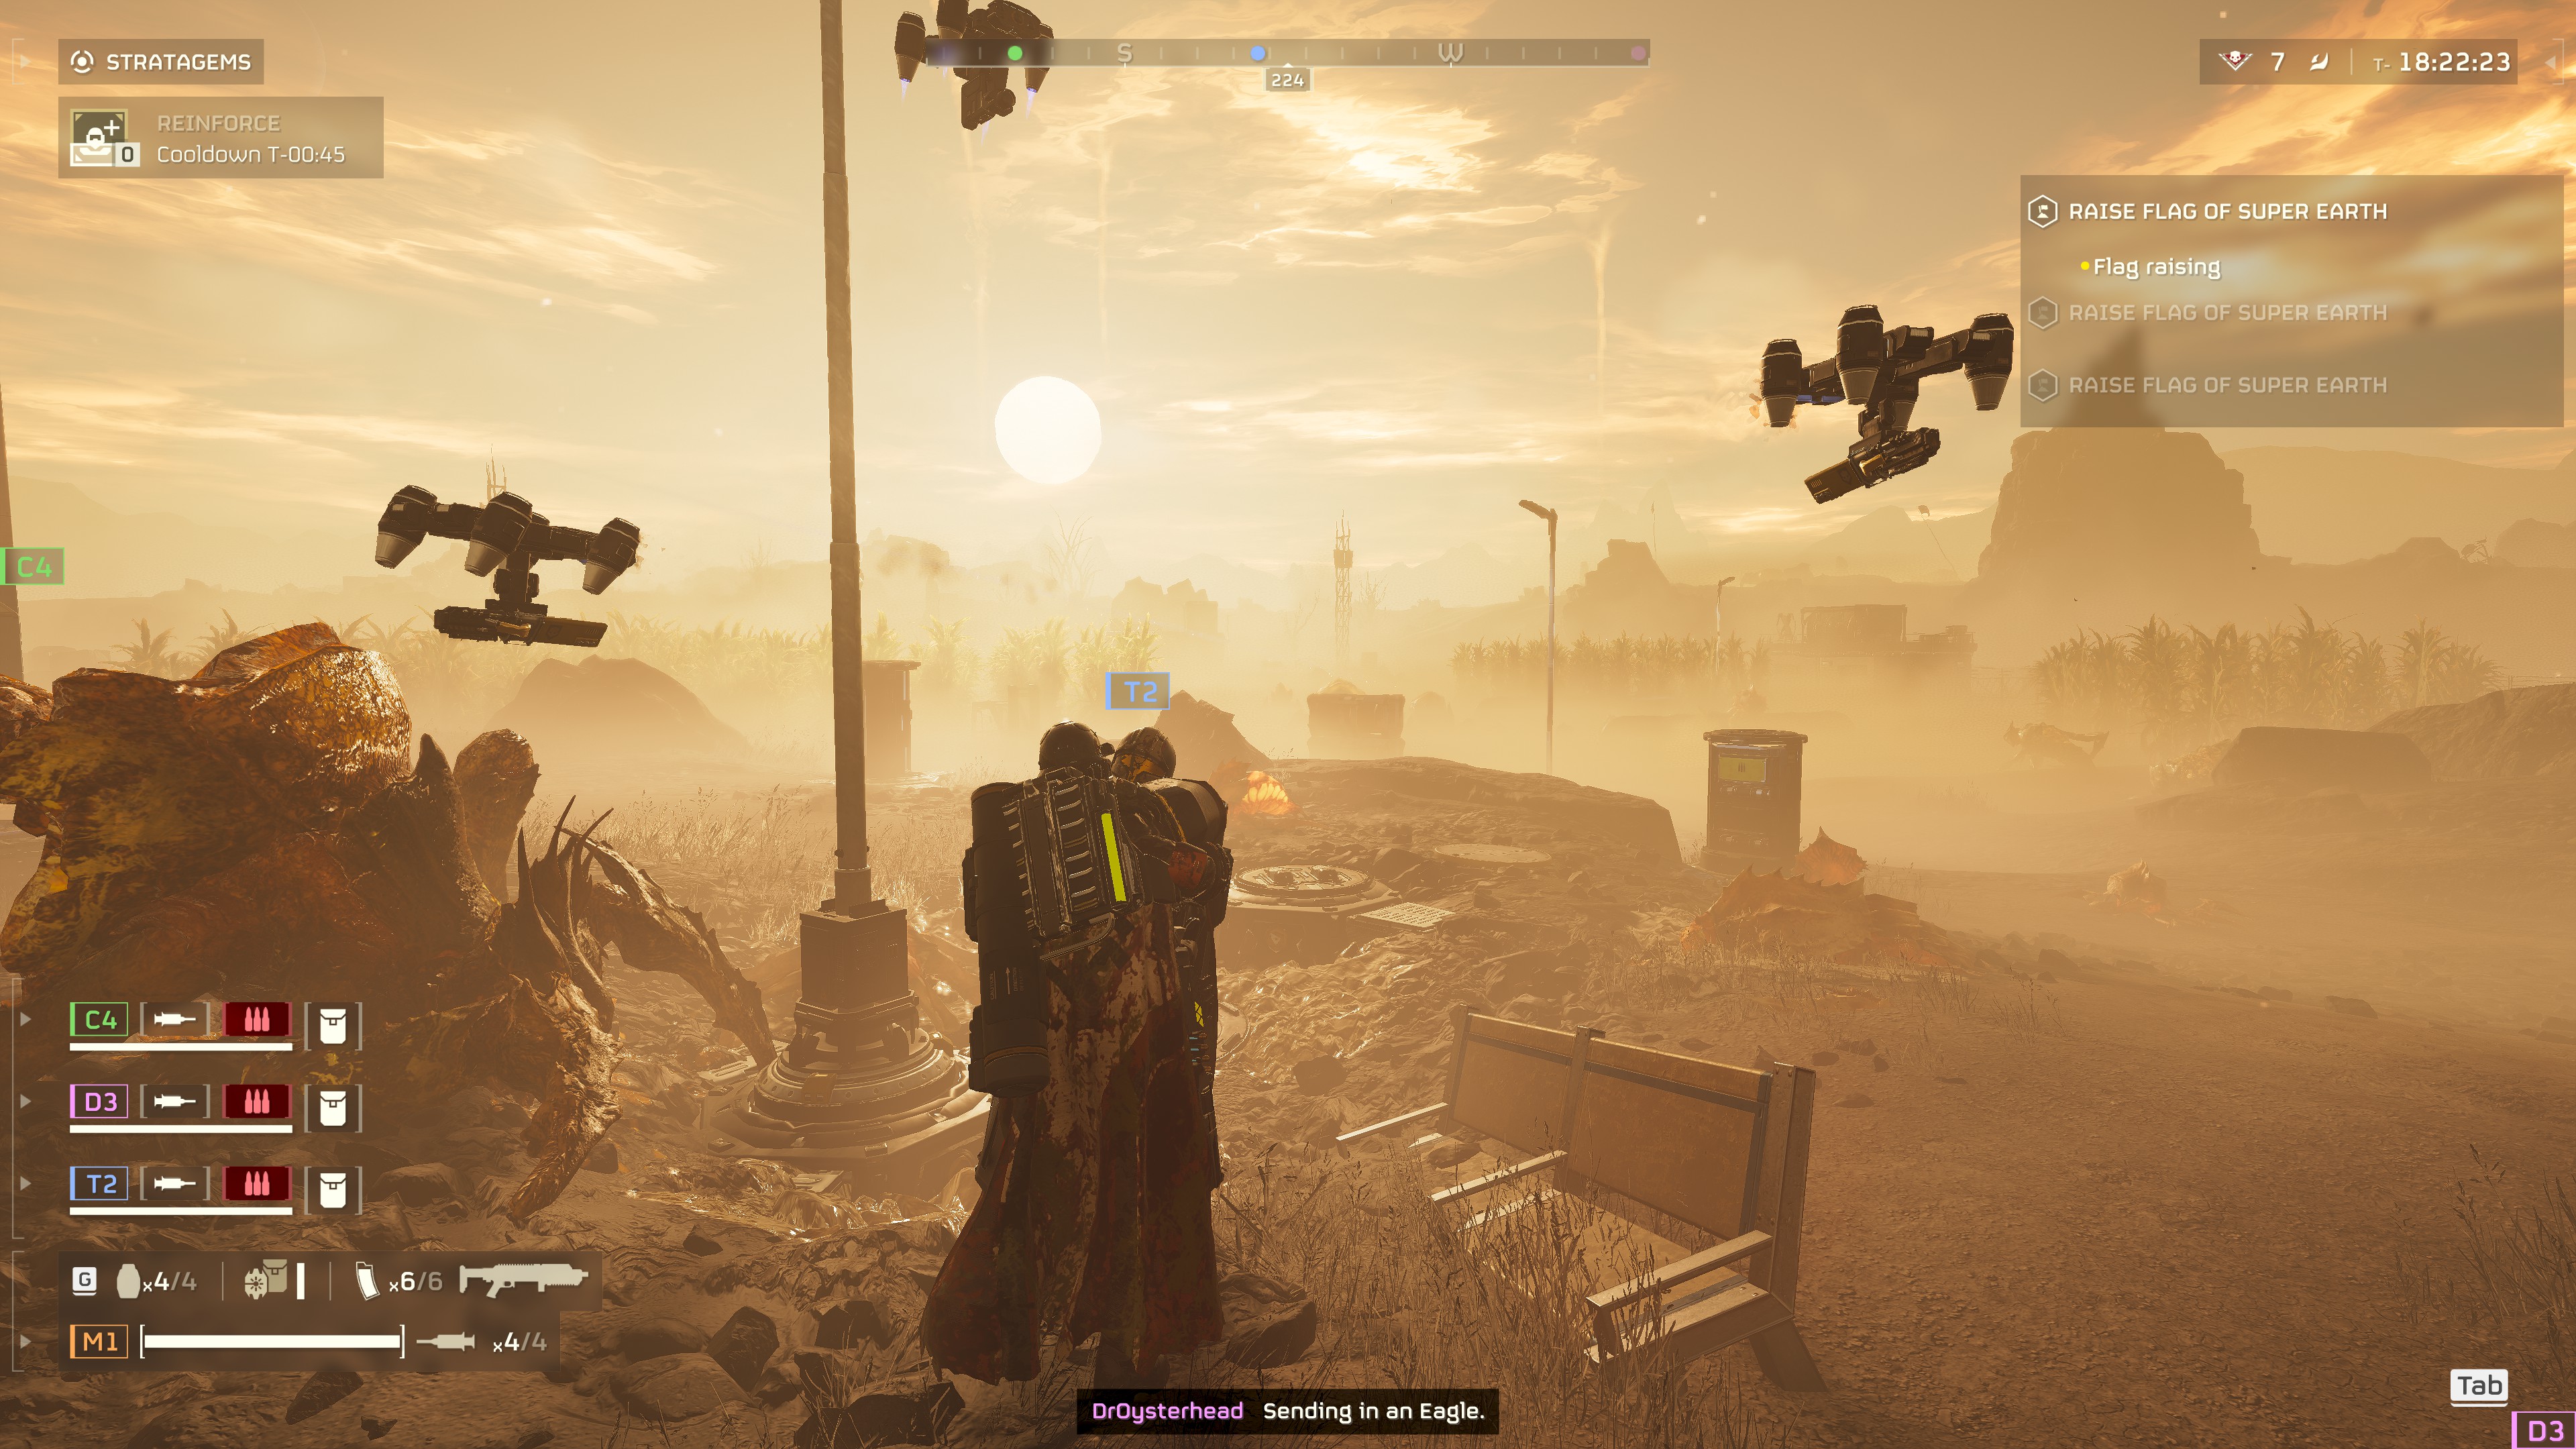 STRATAGEMS
REINFORCE
0 Cooldown T-00:45
S W
224
7 T- 18:22:23
RAISE FLAG OF SUPER EARTH
Flag raising
RAISE FLAG OF SUPER EARTH
RAISE FLAG OF SUPER EARTH
C4
T2
C4
D3
T2
G x4/4 x6/6
M1 x4/4
Tab
DrOysterhead Sending in an Eagle.
D3